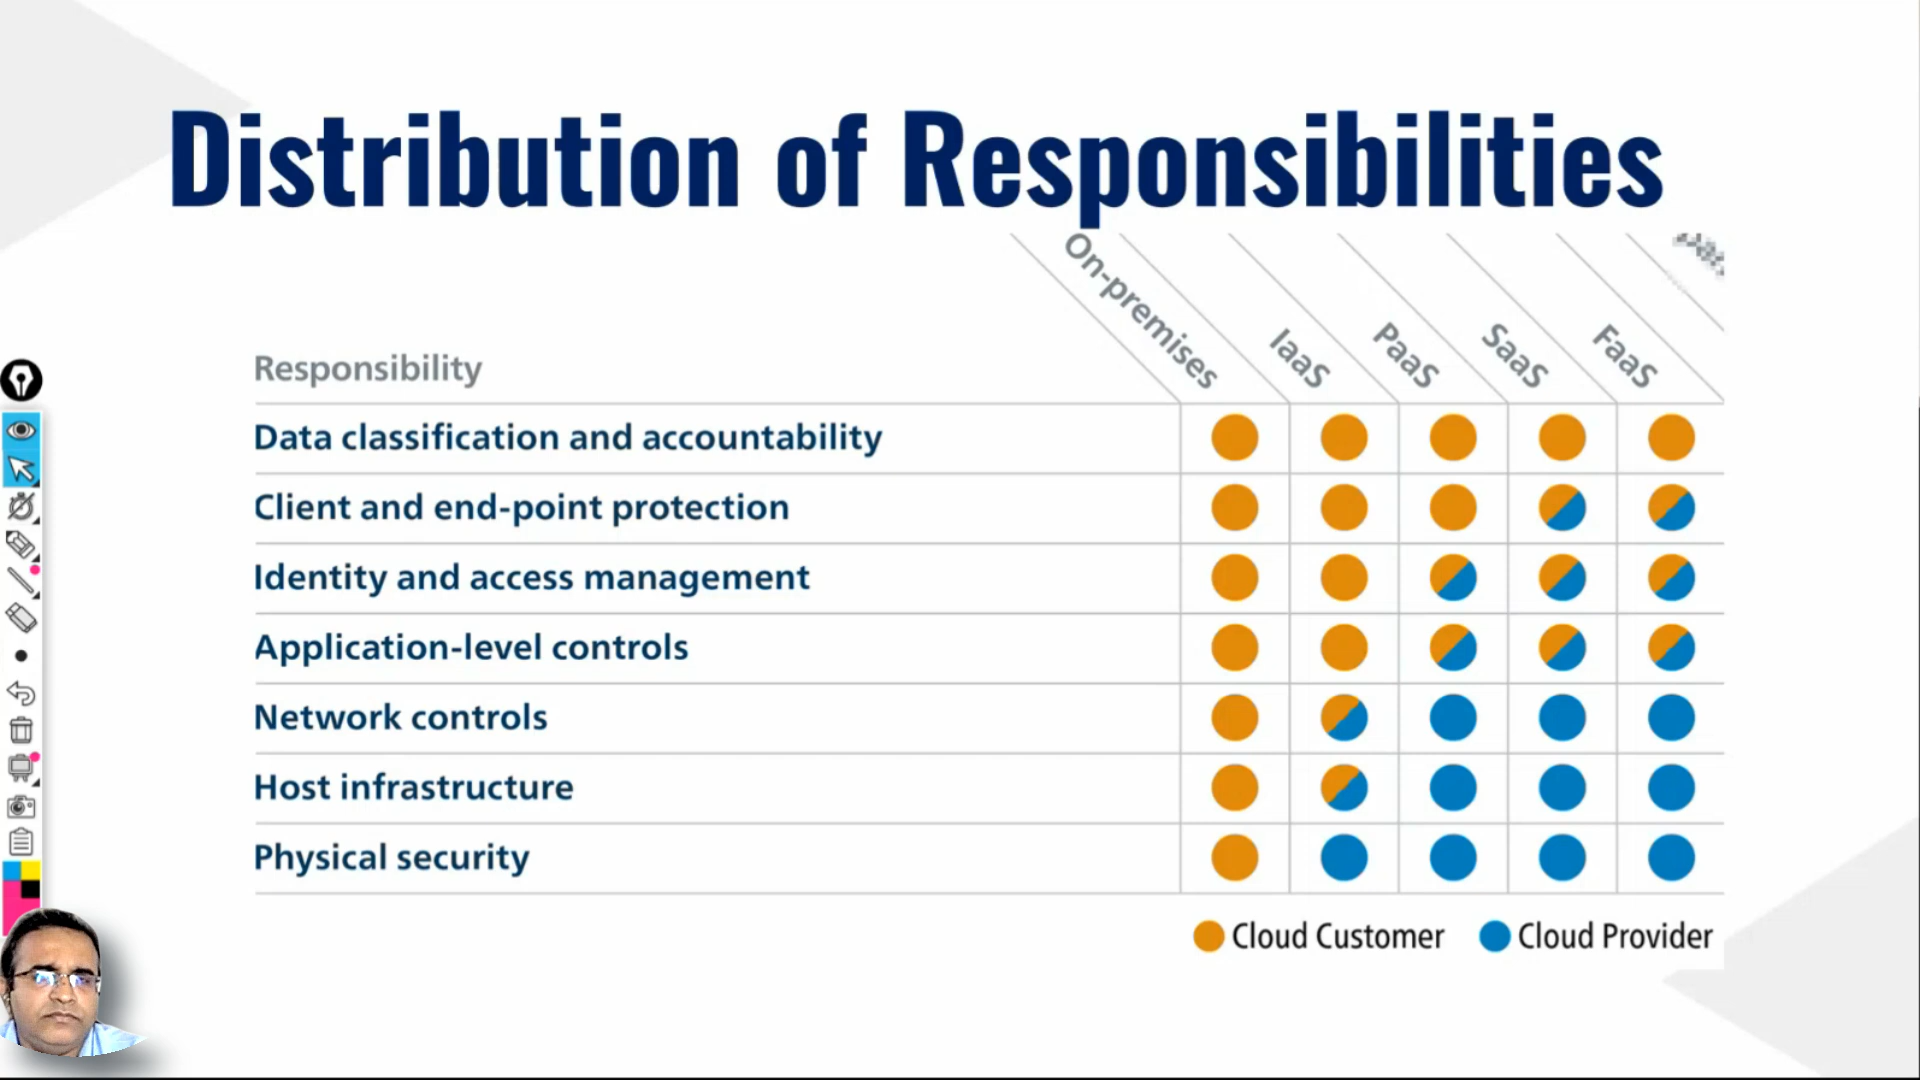 Distribution of Responsibilities
Responsibility
On-premises
IaaS
PaaS
SaaS
FaaS
Data classification and accountability
Client and end-point protection
Identity and access management
Application-level controls
Network controls
Host infrastructure
Physical security
Cloud Customer
Cloud Provider